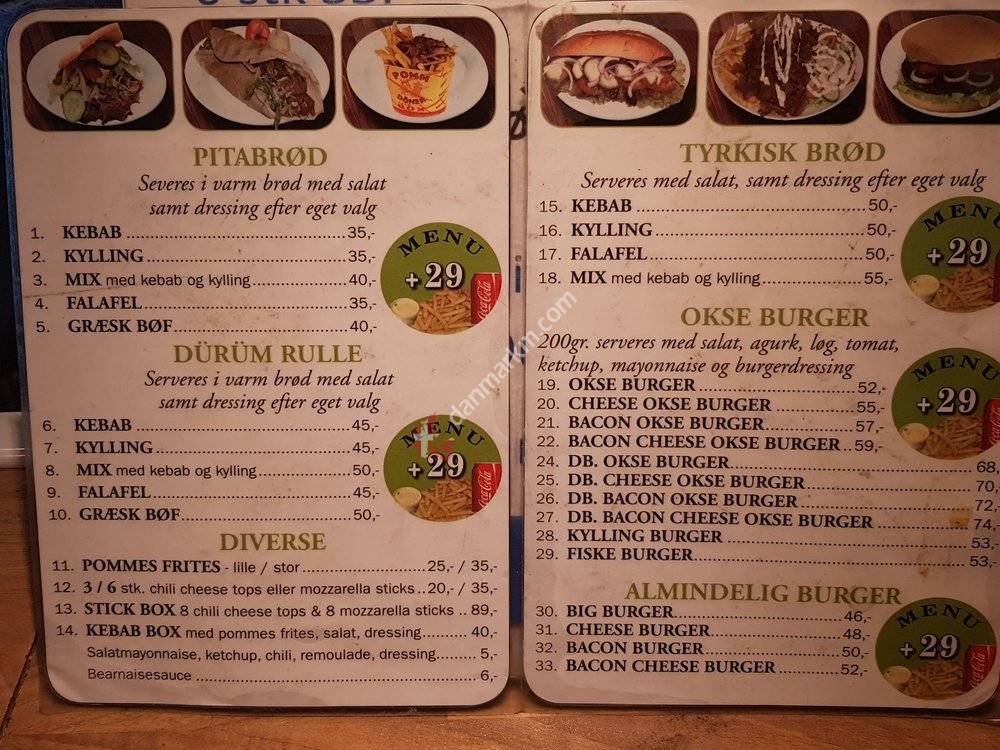 POMM
DÖNER
PITABRØD
Severes i varm brød med salat
samt dressing efter eget valg
1. KEBAB 35,-
2. KYLLING 35,-
3. MIX med kebab og kylling 40,-
4. FALAFEL 35,-
5. GRÆSK BØF 40,-
MENU
+29
Coca-Cola
DÜRÜM RULLE
Severes i varm brød med salat
samt dressing efter eget valg
6. KEBAB 45,-
7. KYLLING 45,-
8. MIX med kebab og kylling 50,-
9. FALAFEL 45,-
10. GRÆSK BØF 50,-
MENU
+29
Coca-Cola
DIVERSE
11. POMMES FRITES - lille / stor 25,- / 35,-
12. 3 / 6 stk. chili cheese tops eller mozzarella sticks 20,- / 35,-
13. STICK BOX 8 chili cheese tops & 8 mozzarella sticks 89,-
14. KEBAB BOX med pommes frites, salat, dressing 40,-
Salatmayonnaise, ketchup, chili, remoulade, dressing 5,-
Bearnaisesauce 6,-
TYRKISK BRØD
Serveres med salat, samt dressing efter eget valg
15. KEBAB 50,-
16. KYLLING 50,-
17. FALAFEL 50,-
18. MIX med kebab og kylling 55,-
MENU
+29
OKSE BURGER
200gr. serveres med salat, agurk, løg, tomat,
ketchup, mayonnaise og burgerdressing
19. OKSE BURGER 52,-
20. CHEESE OKSE BURGER 55,-
21. BACON OKSE BURGER 57,-
22. BACON CHEESE OKSE BURGER 59,-
24. DB. OKSE BURGER 68,
25. DB. CHEESE OKSE BURGER 70,
26. DB. BACON OKSE BURGER 72,
27. DB. BACON CHEESE OKSE BURGER 74,
28. KYLLING BURGER 53,-
29. FISKE BURGER 53,-
MENU
+29
ALMINDELIG BURGER
30. BIG BURGER 46,-
31. CHEESE BURGER 48,-
32. BACON BURGER 50,-
33. BACON CHEESE BURGER 52,-
MENU
+29
danmarkm.com